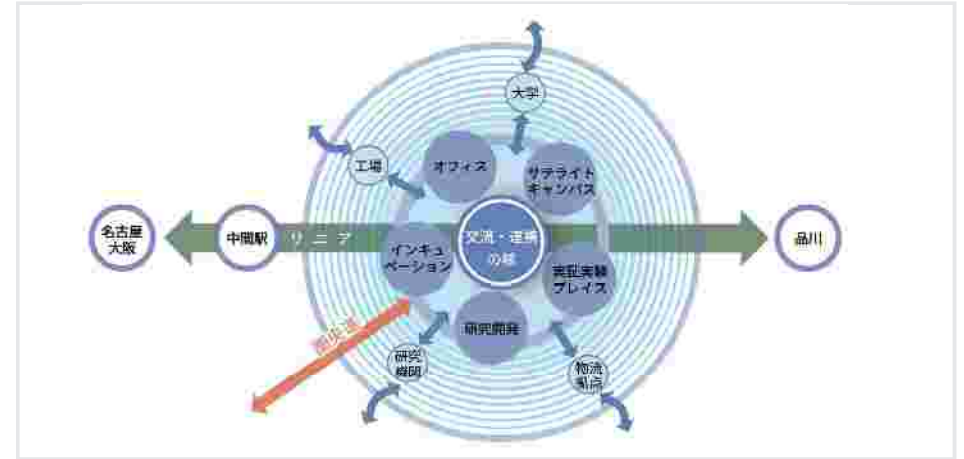 大学
工場
オフィス
サテライト
キャンパス
名古屋
大阪
中間駅
リニア
交流・連携
の核
品川
インキュ
ベーション
実証実験
プレイス
研究開発
圏央道
研究
機関
物流
拠点